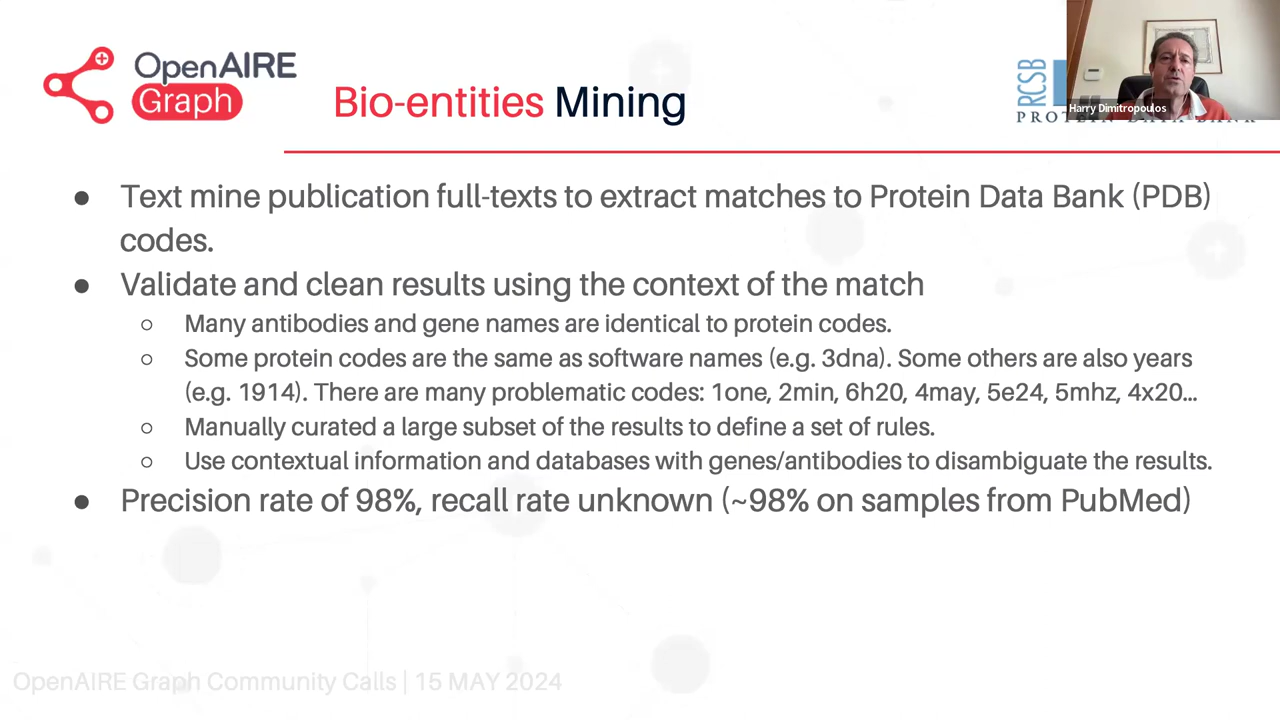 OpenAIRE
Graph
Bio-entities Mining
RCSB
Harry Dimitropoulos
● Text mine publication full-texts to extract matches to Protein Data Bank (PDB)
codes.
● Validate and clean results using the context of the match
○ Many antibodies and gene names are identical to protein codes.
○ Some protein codes are the same as software names (e.g. 3dna). Some others are also years
(e.g. 1914). There are many problematic codes: 1one, 2min, 6h20, 4may, 5e24, 5mhz, 4x20...
○ Manually curated a large subset of the results to define a set of rules.
○ Use contextual information and databases with genes/antibodies to disambiguate the results.
● Precision rate of 98%, recall rate unknown (~98% on samples from PubMed)
OpenAIRE Graph Community Calls | 15 MAY 2024